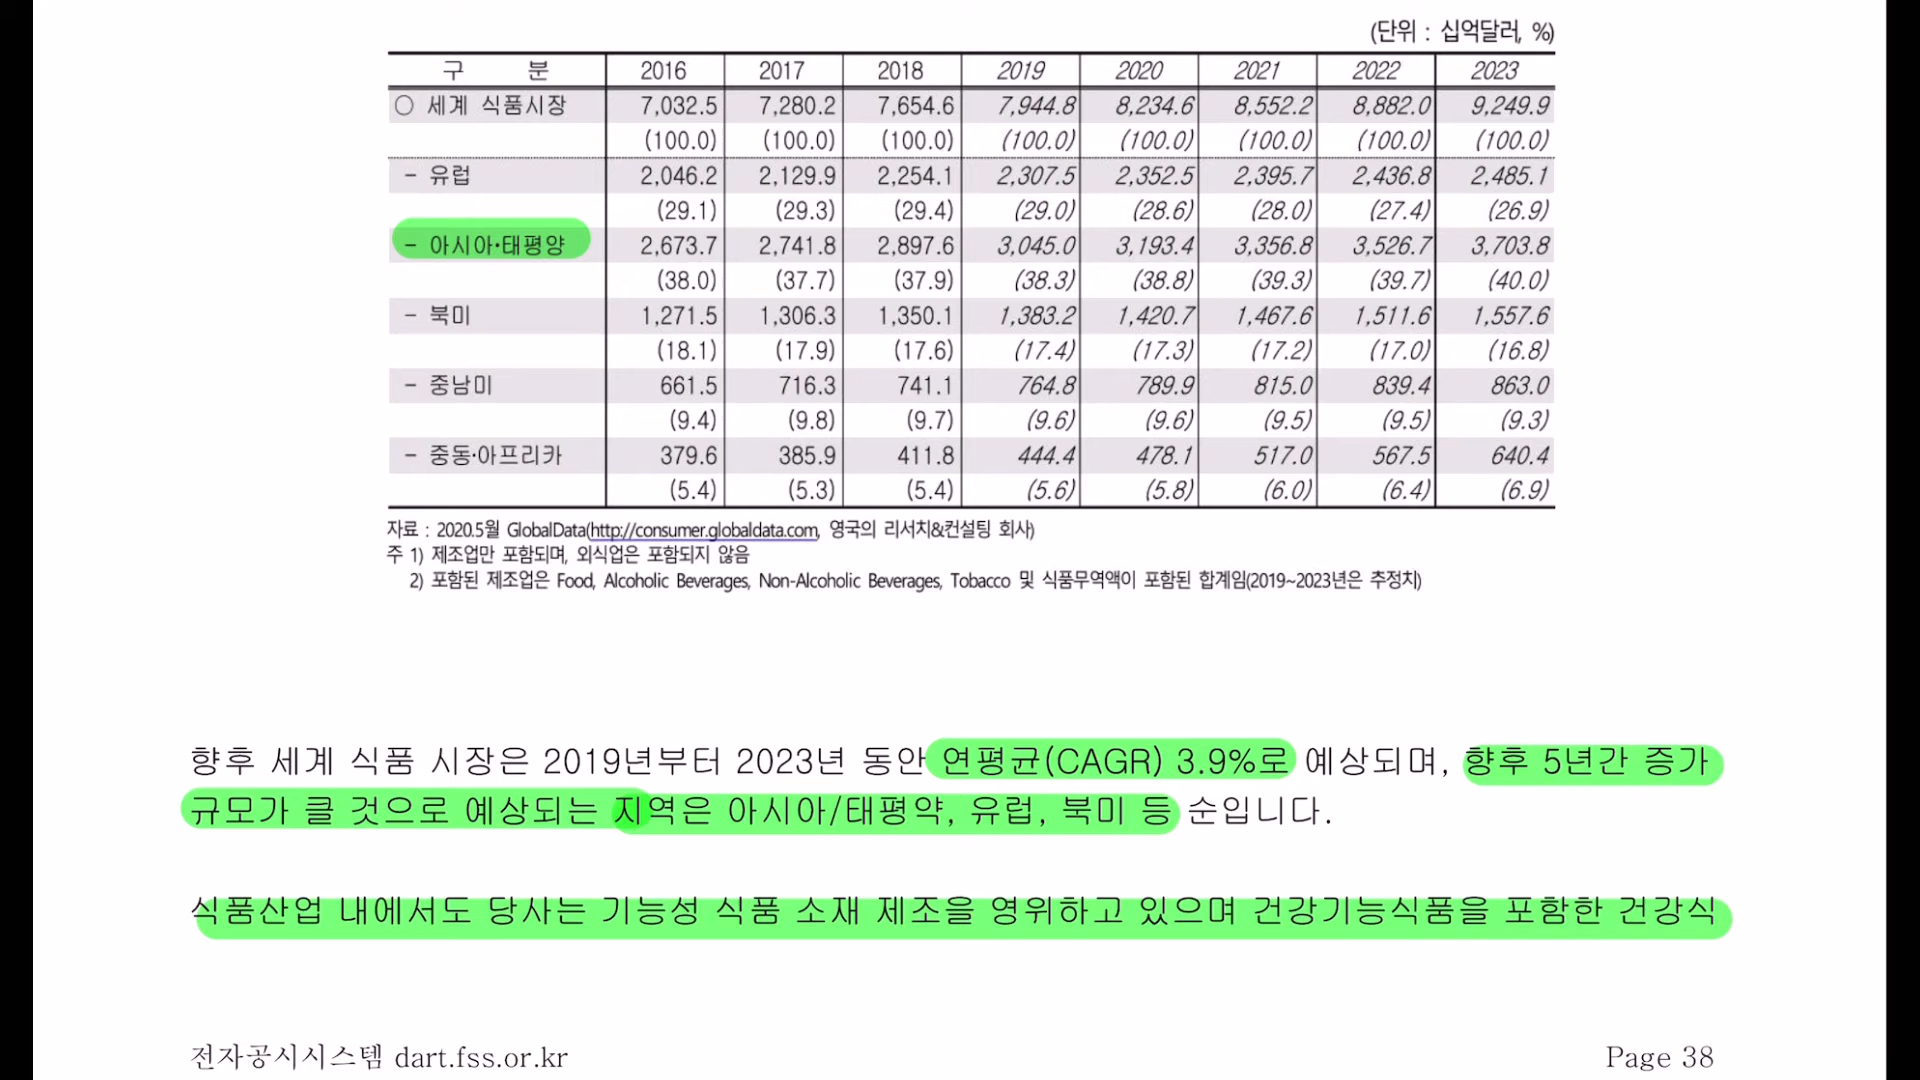 (단위 : 십억달러, %)
구 분 2016 2017 2018 2019 2020 2021 2022 2023
○ 세계 식품시장 7,032.5 7,280.2 7,654.6 7,944.8 8,234.6 8,552.2 8,882.0 9,249.9
(100.0) (100.0) (100.0) (100.0) (100.0) (100.0) (100.0) (100.0)
- 유럽 2,046.2 2,129.9 2,254.1 2,307.5 2,352.5 2,395.7 2,436.8 2,485.1
(29.1) (29.3) (29.4) (29.0) (28.6) (28.0) (27.4) (26.9)
- 아시아·태평양 2,673.7 2,741.8 2,897.6 3,045.0 3,193.4 3,356.8 3,526.7 3,703.8
(38.0) (37.7) (37.9) (38.3) (38.8) (39.3) (39.7) (40.0)
- 북미 1,271.5 1,306.3 1,350.1 1,383.2 1,420.7 1,467.6 1,511.6 1,557.6
(18.1) (17.9) (17.6) (17.4) (17.3) (17.2) (17.0) (16.8)
- 중남미 661.5 716.3 741.1 764.8 789.9 815.0 839.4 863.0
(9.4) (9.8) (9.7) (9.6) (9.6) (9.5) (9.5) (9.3)
- 중동·아프리카 379.6 385.9 411.8 444.4 478.1 517.0 567.5 640.4
(5.4) (5.3) (5.4) (5.6) (5.8) (6.0) (6.4) (6.9)
자료 : 2020.5월 GlobalData(http://consumer.globaldata.com, 영국의 리서치&컨설팅 회사)
주 1) 제조업만 포함되며, 외식업은 포함되지 않음
2) 포함된 제조업은 Food, Alcoholic Beverages, Non-Alcoholic Beverages, Tobacco 및 식품무역액이 포함된 합계임(2019~2023년은 추정치)
향후 세계 식품 시장은 2019년부터 2023년 동안 연평균(CAGR) 3.9%로 예상되며, 향후 5년간 증가
규모가 클 것으로 예상되는 지역은 아시아/태평약, 유럽, 북미 등 순입니다.
식품산업 내에서도 당사는 기능성 식품 소재 제조을 영위하고 있으며 건강기능식품을 포함한 건강식
전자공시시스템 dart.fss.or.kr
Page 38